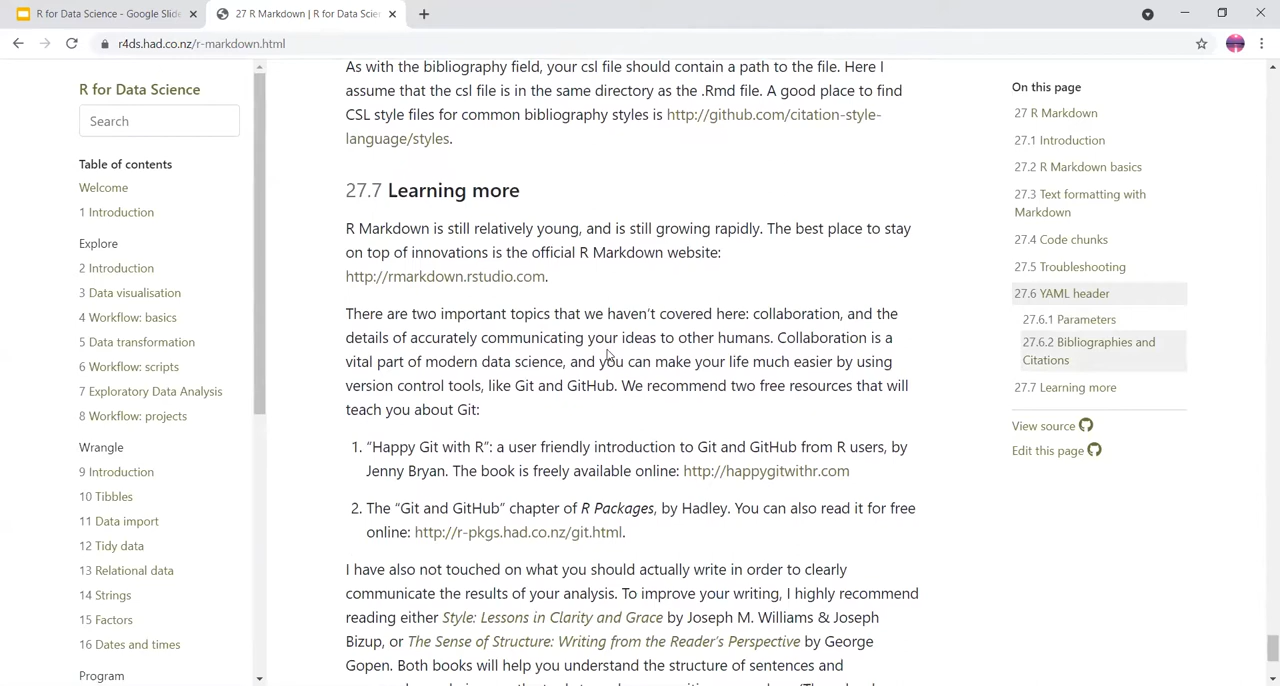 R for Data Science - Google Slide
27 R Markdown | R for Data Scie
r4ds.had.co.nz/r-markdown.html
R for Data Science
Search
Table of contents
Welcome
1 Introduction
Explore
2 Introduction
3 Data visualisation
4 Workflow: basics
5 Data transformation
6 Workflow: scripts
7 Exploratory Data Analysis
8 Workflow: projects
Wrangle
9 Introduction
10 Tibbles
11 Data import
12 Tidy data
13 Relational data
14 Strings
15 Factors
16 Dates and times
Program
As with the bibliography field, your csl file should contain a path to the file. Here I
assume that the csl file is in the same directory as the .Rmd file. A good place to find
CSL style files for common bibliography styles is http://github.com/citation-style-
language/styles.
27.7 Learning more
R Markdown is still relatively young, and is still growing rapidly. The best place to stay
on top of innovations is the official R Markdown website:
http://rmarkdown.rstudio.com.
There are two important topics that we haven't covered here: collaboration, and the
details of accurately communicating your ideas to other humans. Collaboration is a
vital part of modern data science, and you can make your life much easier by using
version control tools, like Git and GitHub. We recommend two free resources that will
teach you about Git:
1. “Happy Git with R”: a user friendly introduction to Git and GitHub from R users, by
Jenny Bryan. The book is freely available online: http://happygitwithr.com
2. The “Git and GitHub” chapter of R Packages, by Hadley. You can also read it for free
online: http://r-pkgs.had.co.nz/git.html.
I have also not touched on what you should actually write in order to clearly
communicate the results of your analysis. To improve your writing, I highly recommend
reading either Style: Lessons in Clarity and Grace by Joseph M. Williams & Joseph
Bizup, or The Sense of Structure: Writing from the Reader's Perspective by George
Gopen. Both books will help you understand the structure of sentences and
On this page
27 R Markdown
27.1 Introduction
27.2 R Markdown basics
27.3 Text formatting with
Markdown
27.4 Code chunks
27.5 Troubleshooting
27.6 YAML header
27.6.1 Parameters
27.6.2 Bibliographies and
Citations
27.7 Learning more
View source
Edit this page